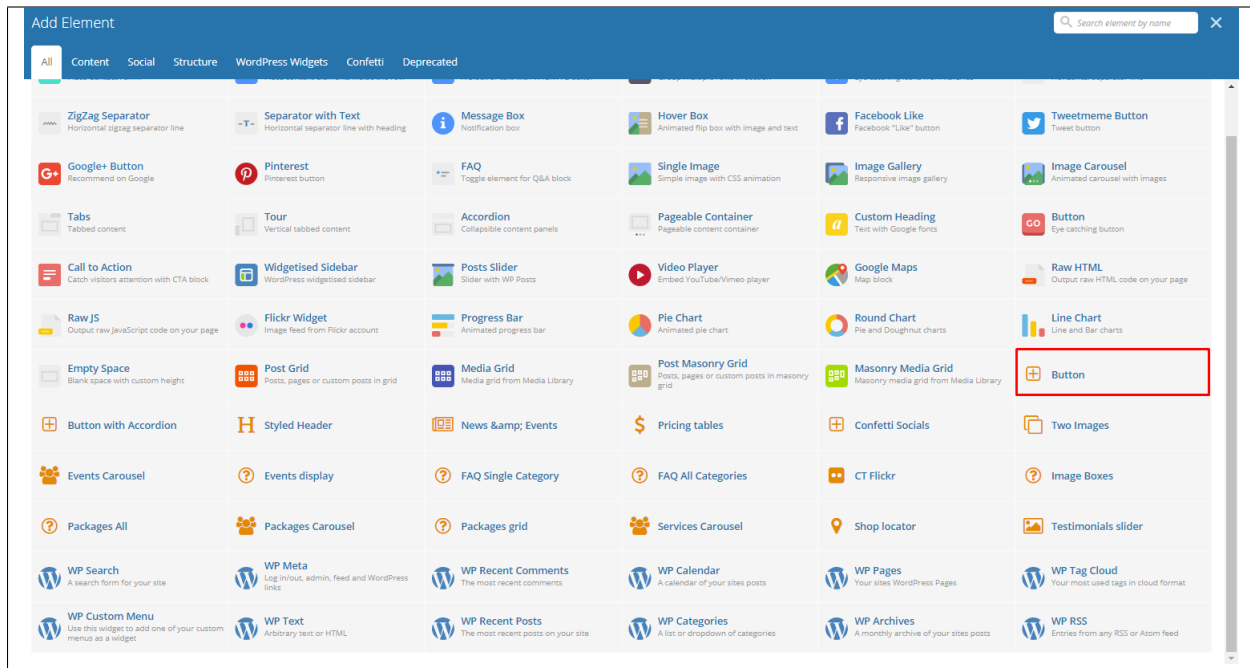 Add Element
Search element by name
All Content Social Structure WordPress Widgets Confetti Deprecated
ZigZag Separator
Horizontal zigzag separator line
Separator with Text
Horizontal separator line with heading
Message Box
Notification box
Hover Box
Animated flip box with image and text
Facebook Like
Facebook "Like" button
Tweetmeme Button
Tweet button
Google+ Button
Recommend on Google
Pinterest
Pinterest button
FAQ
Toggle element for Q&A block
Single Image
Simple image with CSS animation
Image Gallery
Responsive image gallery
Image Carousel
Animated carousel with images
Tabs
Tabbed content
Tour
Vertical tabbed content
Accordion
Collapsible content panels
Pageable Container
Pageable content container
Custom Heading
Text with Google fonts
GO
Button
Eye catching button
Call to Action
Catch visitors attention with CTA block
Widgetised Sidebar
WordPress widgetised sidebar
Posts Slider
Slider with WP Posts
Video Player
Embed YouTube/Vimeo player
Google Maps
Map block
Raw HTML
Output raw HTML code on your page
Raw JS
Output raw JavaScript code on your page
Flickr Widget
Image feed from Flickr account
Progress Bar
Animated progress bar
Pie Chart
Animated pie chart
Round Chart
Pie and Doughnut charts
Line Chart
Line and Bar charts
Empty Space
Blank space with custom height
Post Grid
Posts, pages or custom posts in grid
Media Grid
Media grid from Media Library
Post Masonry Grid
Posts, pages or custom posts in masonry
grid
Masonry Media Grid
Masonry media grid from Media Library
Button
Button with Accordion
Styled Header
News &amp; Events
Pricing tables
Confetti Socials
Two Images
Events Carousel
Events display
FAQ Single Category
FAQ All Categories
CT Flickr
Image Boxes
Packages All
Packages Carousel
Packages grid
Services Carousel
Shop locator
Testimonials slider
WP Search
A search form for your site
WP Meta
Log in/out, admin, feed and WordPress
links
WP Recent Comments
The most recent comments
WP Calendar
A calendar of your sites posts
WP Pages
Your sites WordPress Pages
WP Tag Cloud
Your most used tags in cloud format
WP Custom Menu
Use this widget to add one of your custom
menus as a widget
WP Text
Arbitrary text or HTML
WP Recent Posts
The most recent posts on your site
WP Categories
A list or dropdown of categories
WP Archives
A monthly archive of your sites posts
WP RSS
Entries from any RSS or Atom feed